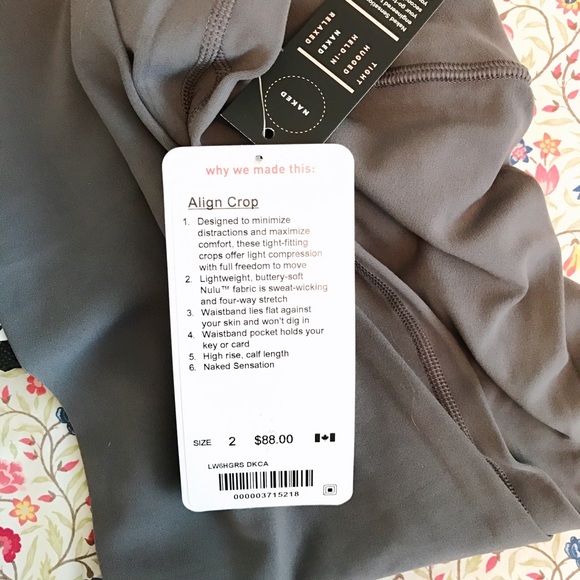 Naked Sensation
TIGHT
HUGGED
HELD-IN
NAKED
RELAXED
NAKED
why we made this:
Align Crop
1. Designed to minimize
distractions and maximize
comfort, these tight-fitting
crops offer light compression
with full freedom to move
2. Lightweight, buttery-soft
Nulu™ fabric is sweat-wicking
and four-way stretch
3. Waistband lies flat against
your skin and won't dig in
4. Waistband pocket holds your
key or card
5. High rise, calf length
6. Naked Sensation
SIZE 2 $88.00
LW6HGRS DKCA
000003715218